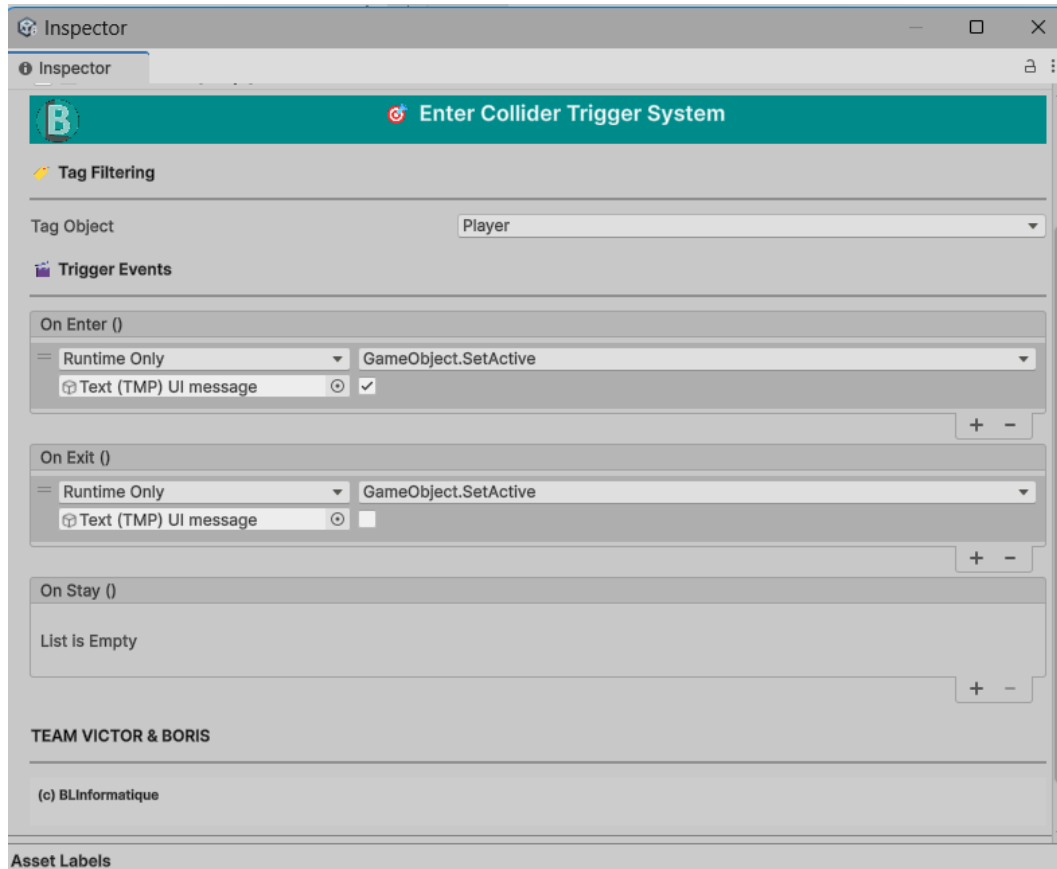 Inspector
Inspector
B
Enter Collider Trigger System
Tag Filtering
Tag Object Player
Trigger Events
On Enter ()
Runtime Only GameObject.SetActive
Text (TMP) UI message
+ -
On Exit ()
Runtime Only GameObject.SetActive
Text (TMP) UI message
+ -
On Stay ()
List is Empty
+ -
TEAM VICTOR & BORIS
(c) BLInformatique
Asset Labels